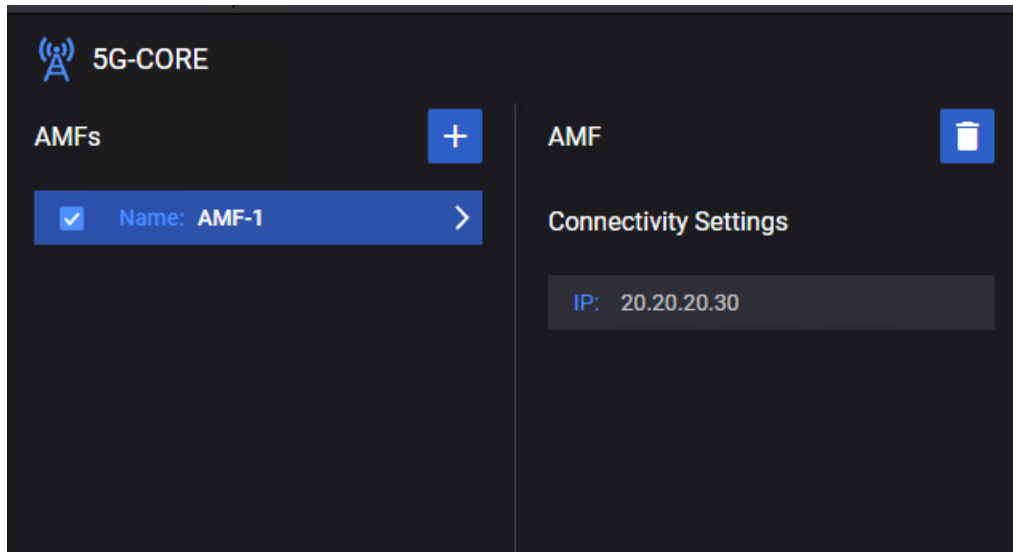 5G-CORE
AMFs
Name: AMF-1
AMF
Connectivity Settings
IP: 20.20.20.30